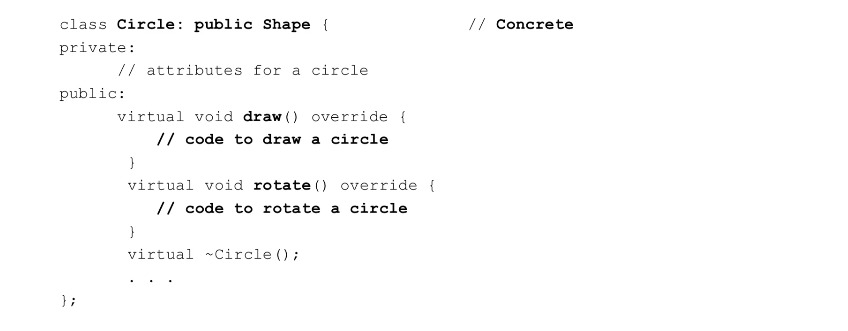 class Circle: public Shape {               // Concrete
private:
      // attributes for a circle
public:
      virtual void draw() override {
          // code to draw a circle
       }
       virtual void rotate() override {
          // code to rotate a circle
       }
       virtual ~Circle();
       . . .
};